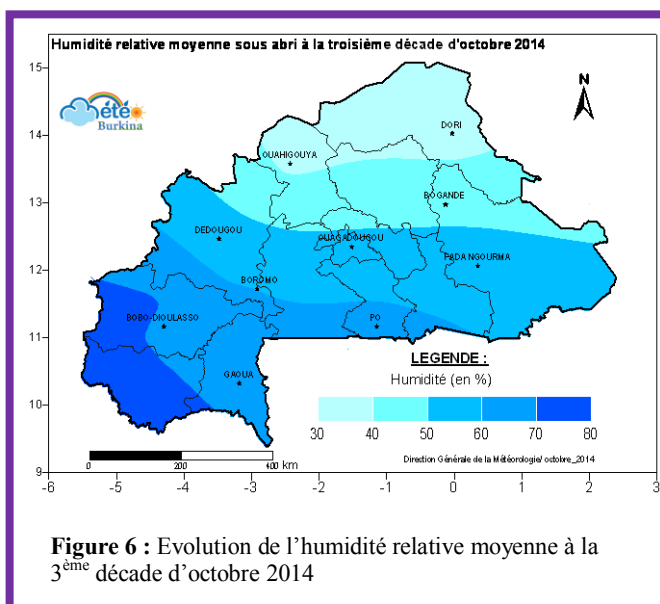 Humidité relative moyenne sous abri à la troisième décade d'octobre 2014
15
météo
Burkina
N
DORI
14
OUAHIGOUYA
13
BOGANDE
DEDOUGOU
OUAGADOUGOU
FADA NGOURMA
12
BOROMO
BOBO-DIOULASSO
PO
11
LEGENDE :
Humidité (en %)
GAOUA
10
30 40 50 60 70 80
Direction Générale de la Météorologie/ octobre_2014
0 200 400 km
9
-6 -5 -4 -3 -2 -1 0 1 2 3
Figure 6 : Evolution de l’humidité relative moyenne à la
3ème décade d’octobre 2014